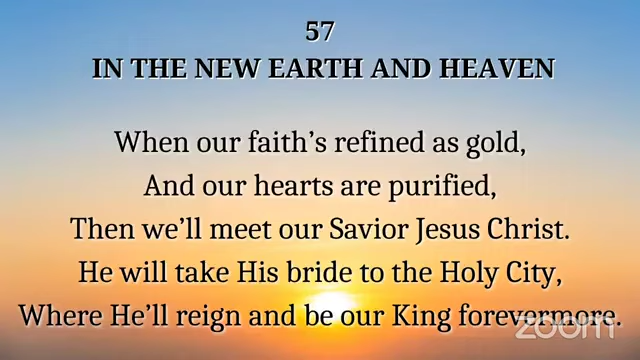 57
IN THE NEW EARTH AND HEAVEN
When our faith’s refined as gold,
And our hearts are purified,
Then we’ll meet our Savior Jesus Christ.
He will take His bride to the Holy City,
Where He’ll reign and be our King forevermore.
zoom